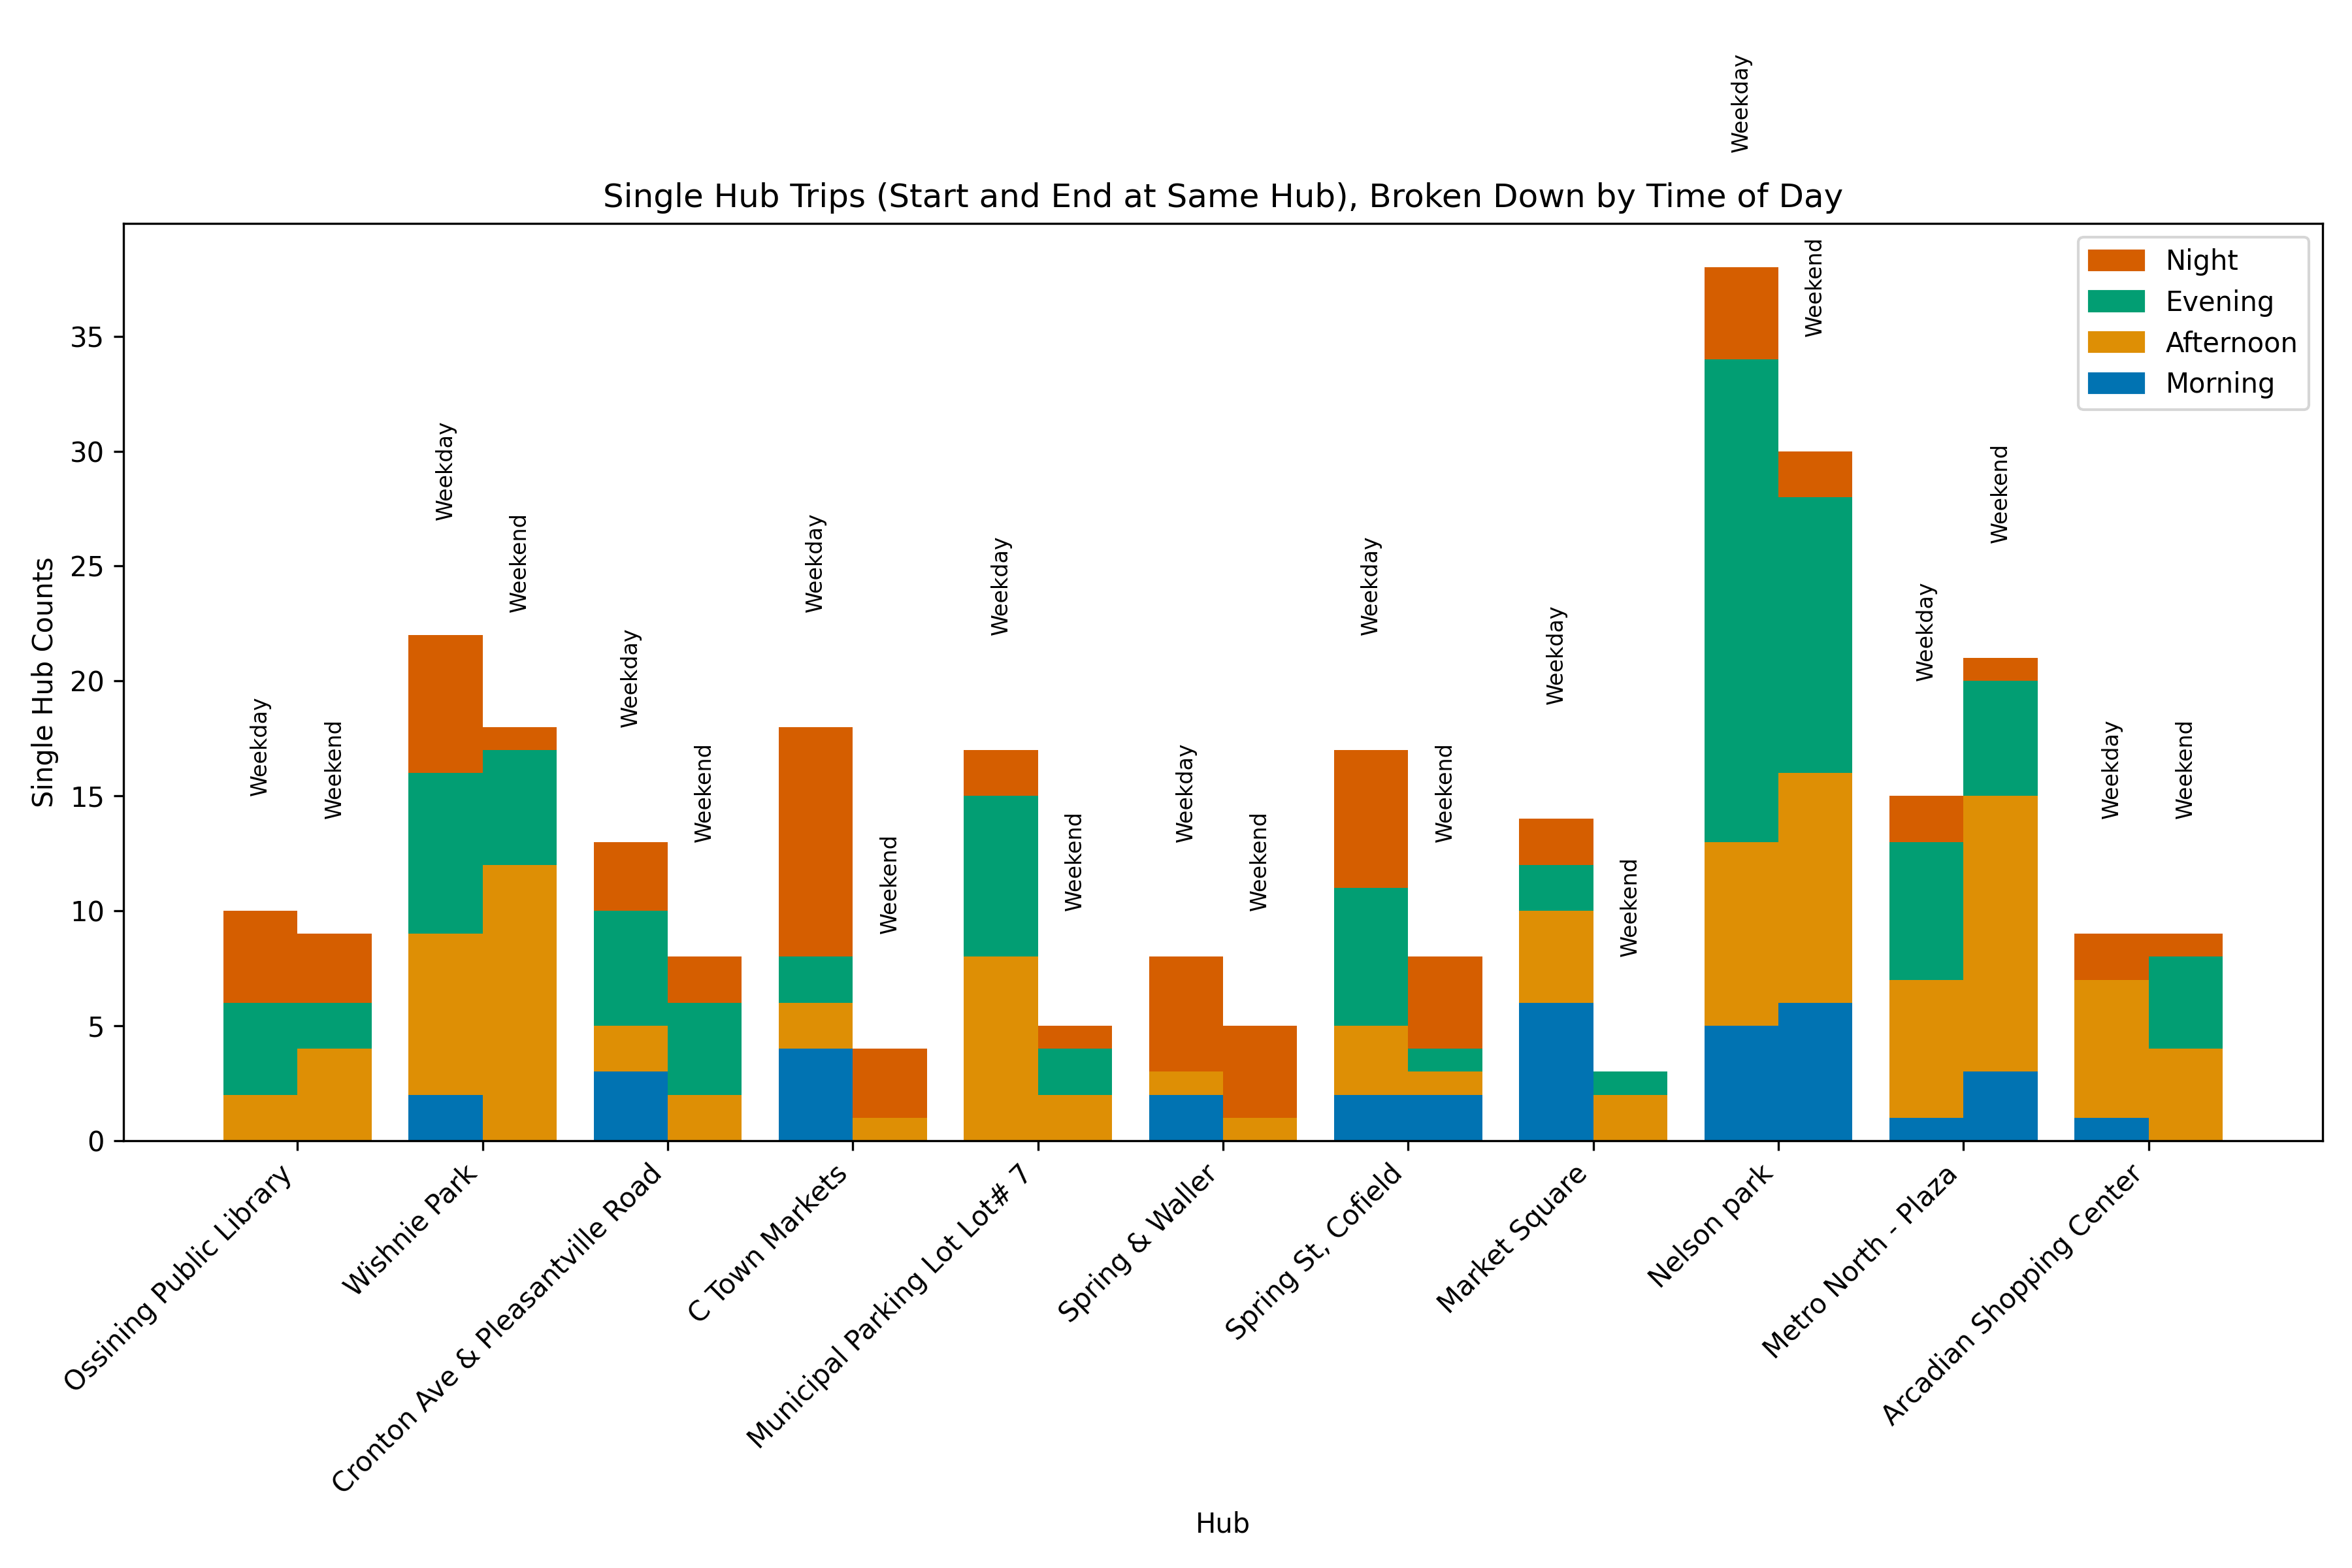 Weekday
Single Hub Trips (Start and End at Same Hub), Broken Down by Time of Day
Weekend
Night
Evening
Afternoon
Morning
Single Hub Counts
35
30
25
20
15
10
5
0
Weekday
Weekend
Weekday
Weekend
Weekday
Weekend
Weekday
Weekend
Weekday
Weekend
Weekday
Weekend
Weekday
Weekend
Weekday
Weekend
Weekday
Weekend
Weekday
Weekend
Ossining Public Library
Wishnie Park
Cronton Ave & Pleasantville Road
C Town Markets
Municipal Parking Lot Lot# 7
Spring & Waller
Spring St, Cofield
Market Square
Nelson park
Metro North - Plaza
Arcadian Shopping Center
Hub